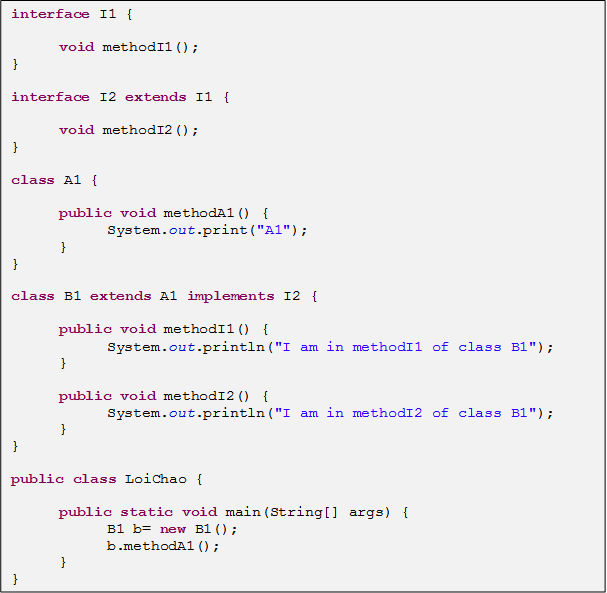 interface I1 {
void methodI1();
}
interface I2 extends I1 {
void methodI2();
}
class A1 {
public void methodA1() {
System.out.print("A1");
}
}
class B1 extends A1 implements I2 {
public void methodI1() {
System.out.println("I am in methodI1 of class B1");
}
public void methodI2() {
System.out.println("I am in methodI2 of class B1");
}
}
public class LoiChao {
public static void main(String[] args) {
B1 b= new B1();
b.methodA1();
}
}